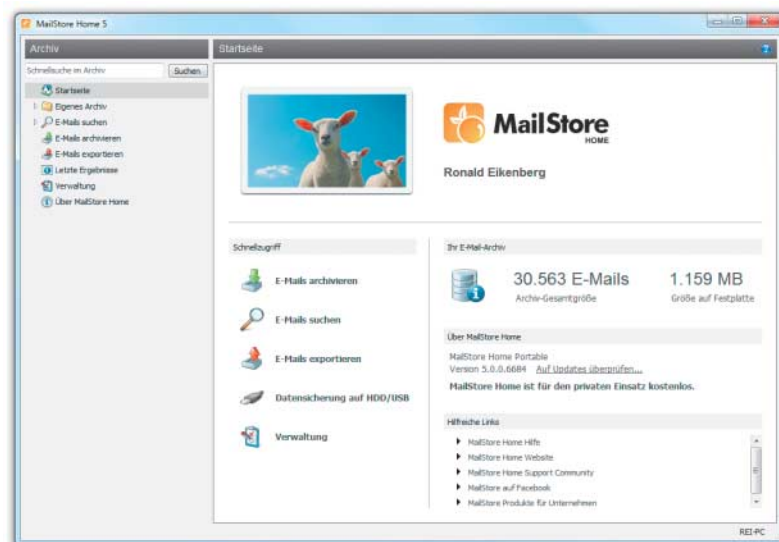 MailStore Home 5
Archiv
Schnellsuche im Archiv
Suchen
Startseite
Eigenes Archiv
E-Mails suchen
E-Mails archivieren
E-Mails exportieren
Letzte Ergebnisse
Verwaltung
Über MailStore Home
Startseite
MailStore
HOME
Ronald Eikenberg
Schnellzugriff
E-Mails archivieren
E-Mails suchen
E-Mails exportieren
Datensicherung auf HDD/USB
Verwaltung
Ihr E-Mail-Archiv
30.563 E-Mails
Archiv-Gesamtgröße
1.159 MB
Größe auf Festplatte
Über MailStore Home
MailStore Home Portable
Version 5.0.0.6684 Auf Updates überprüfen...
MailStore Home ist für den privaten Einsatz kostenlos.
Hilfreiche Links
MailStore Home Hilfe
MailStore Home Website
MailStore Home Support Community
MailStore auf Facebook
MailStore Produkte für Unternehmen
REI-PC